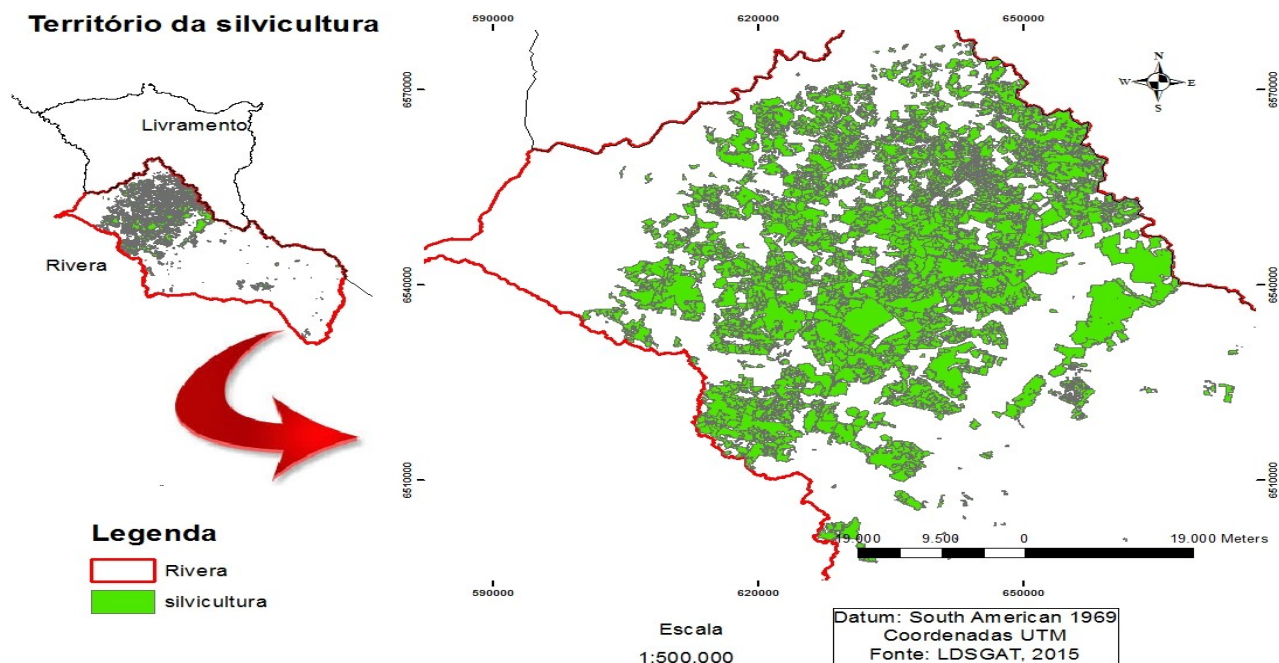 Território da silvicultura
590000
620000
650000
N
W
E
S
6570000
6570000
Livramento
Rivera
6540000
6540000
6510000
6510000
Legenda
Rivera
silvicultura
19.000
9.500
0
19.000 Meters
590000
620000
650000
Escala
1:500.000
Datum: South American 1969
Coordenadas UTM
Fonte: LDSGAT, 2015